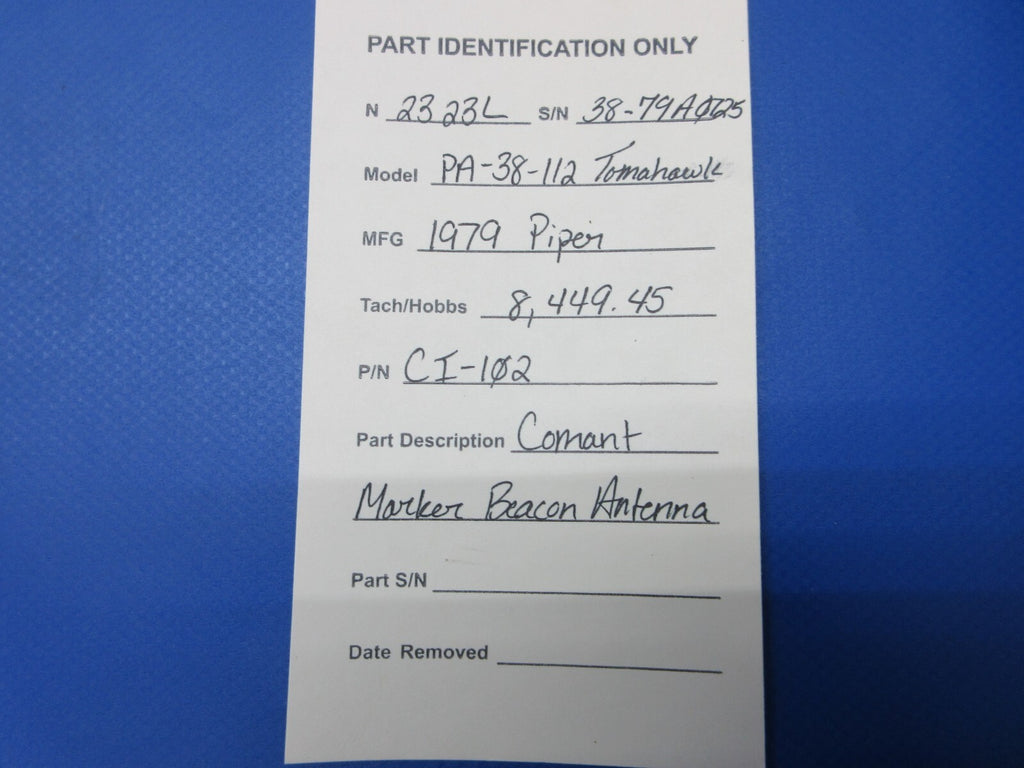 PART IDENTIFICATION ONLY
N 2323L S/N 38-79A0625
Model PA-38-112 Tomahawk
MFG 1979 Piper
Tach/Hobbs 8,449.45
P/N CI-102
Part Description Comant
Marker Beacon Antenna
Part S/N
Date Removed